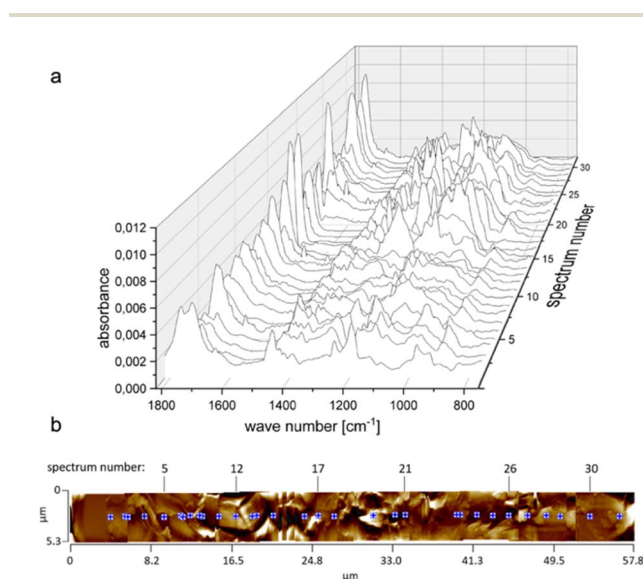 a
0,012
0,010
0,008
0,006
0,004
0,002
0,000
absorbance
1800 1600 1400 1200 1000 800
wave number [cm⁻¹]
5
10
15
20
25
30
spectrum number
b
spectrum number: 5 12 17 21 26 30
0
µm
5.3
0 8.2 16.5 24.8 33.0 41.3 49.5 57.8
µm